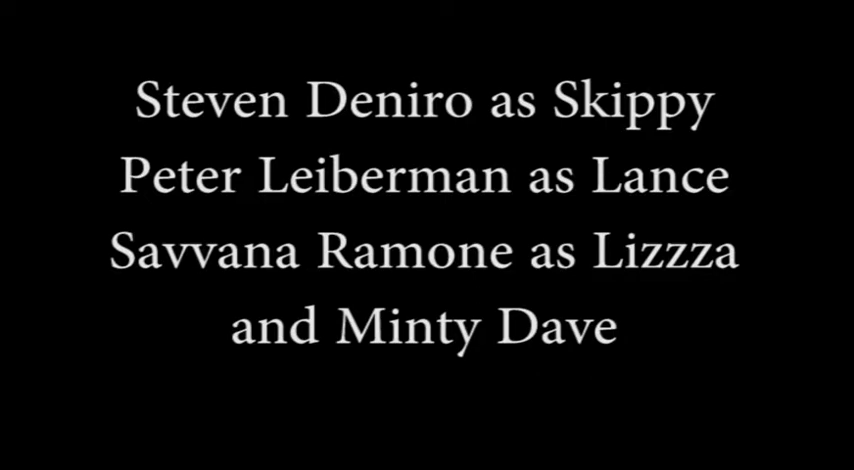 Steven Deniro as Skippy
Peter Leiberman as Lance
Savvana Ramone as Lizzza
and Minty Dave